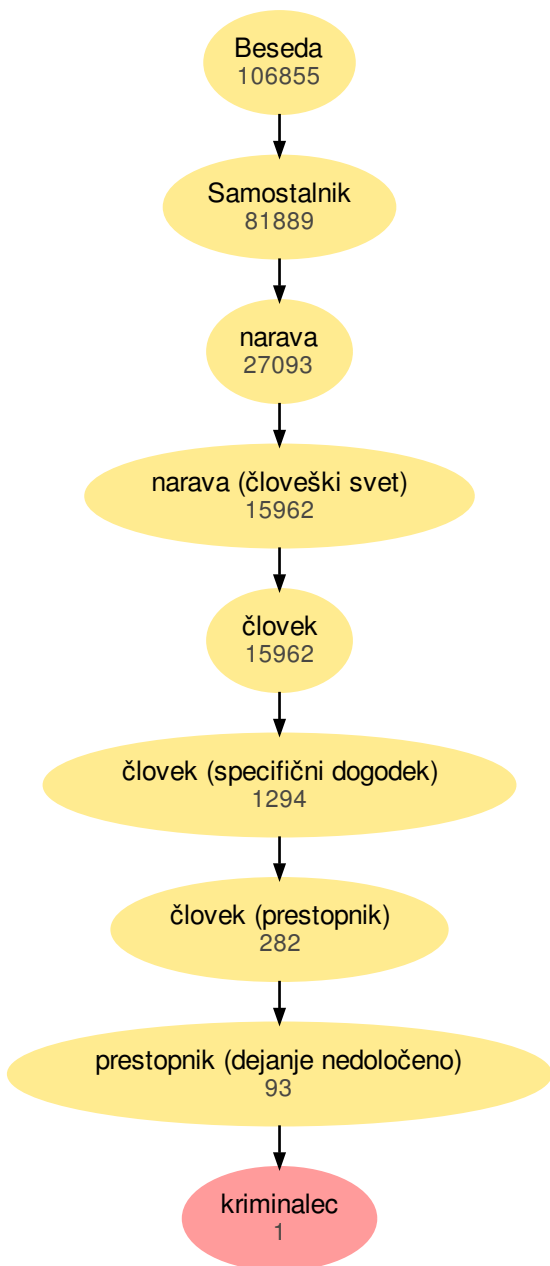 Beseda
106855
Samostalnik
81889
narava
27093
narava (človeški svet)
15962
človek
15962
človek (specifični dogodek)
1294
človek (prestopnik)
282
prestopnik (dejanje nedoločeno)
93
kriminalec
1